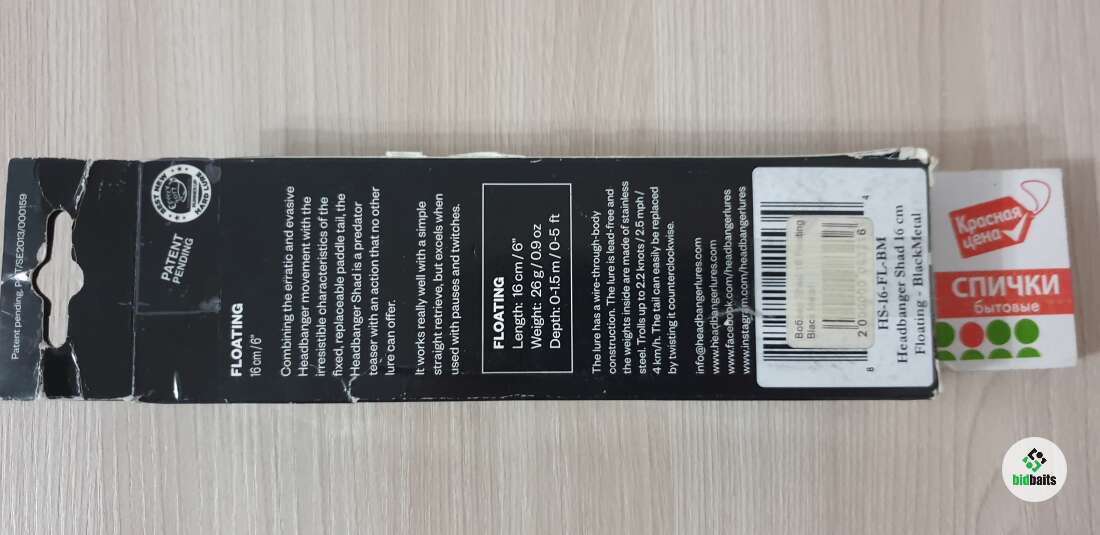 Patent pending. PCT/SE2013/000159
BEST NEW
PATENT
PENDING
FLOATING
16 cm/6"
Combining the erratic and evasive
Headbanger movement with the
irresistible characteristics of the
fixed, replaceable paddle tail, the
Headbanger Shad is a predator
teaser with an action that no other
lure can offer.
It works really well with a simple
straight retrieve, but excels when
used with pauses and twitches.
FLOATING
Length: 16 cm / 6"
Weight: 26 g / 0.9 oz
Depth: 0-1.5 m / 0-5 ft
The lure has a wire-through-body
construction. The lure is lead-free and
the weights inside are made of stainless
steel. Trolls up to 2.2 knots / 2.5 mph /
4 km/h. The tail can easily be replaced
by twisting it counterclockwise.
info@headbangerlures.com
www.headbangerlures.com
www.facebook.com/headbangerlures
www.instagram.com/headbangerlures
HS-16-FL-BM
Headbanger Shad 16 cm
Floating - BlackMetal
Красная
цена
СПИЧКИ
бытовые
bidbaits